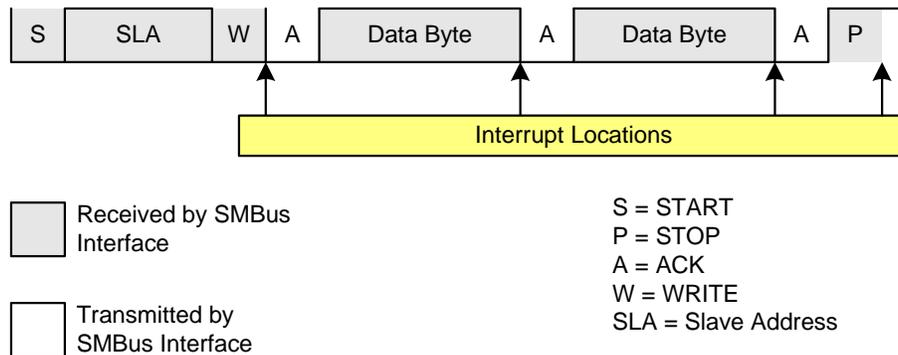 S SLA W A Data Byte A Data Byte A P
Interrupt Locations
Received by SMBus
Interface
Transmitted by
SMBus Interface
S = START
P = STOP
A = ACK
W = WRITE
SLA = Slave Address